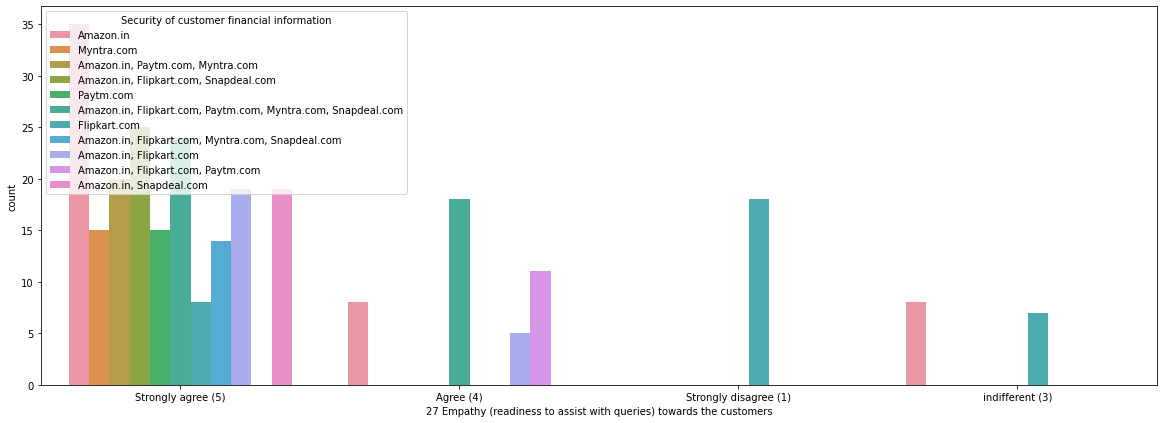 Security of customer financial information
Amazon.in
Myntra.com
Amazon.in, Paytm.com, Myntra.com
Amazon.in, Flipkart.com, Snapdeal.com
Paytm.com
Amazon.in, Flipkart.com, Paytm.com, Myntra.com, Snapdeal.com
Flipkart.com
Amazon.in, Flipkart.com, Myntra.com, Snapdeal.com
Amazon.in, Flipkart.com
Amazon.in, Flipkart.com, Paytm.com
Amazon.in, Snapdeal.com
35
30
25
20
15
10
5
0
count
Strongly agree (5)
Agree (4)
Strongly disagree (1)
indifferent (3)
27 Empathy (readiness to assist with queries) towards the customers